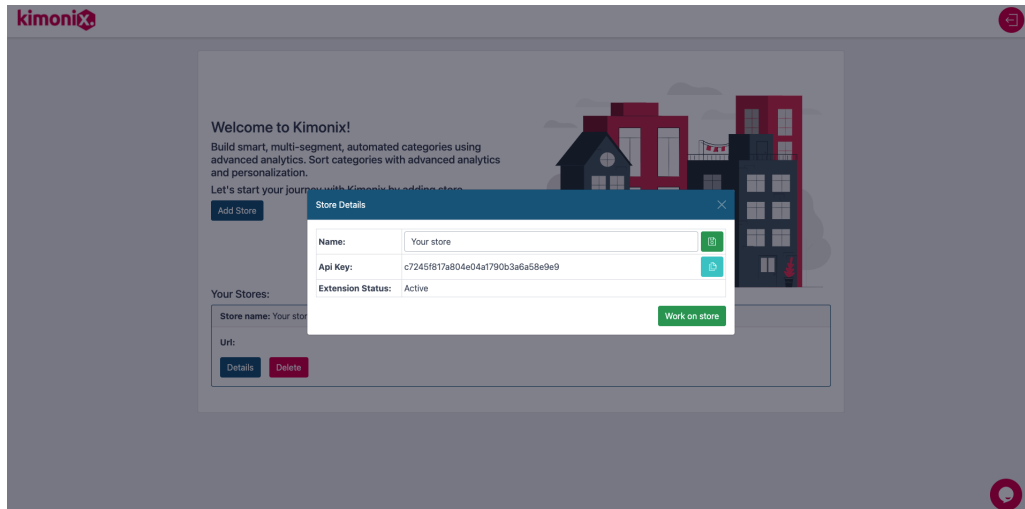 kimonix.
Welcome to Kimonix!
Build smart, multi-segment, automated categories using
advanced analytics. Sort categories with advanced analytics
and personalization.
Let's start your journey with Kimonix by adding store
Add Store
Store Details
Name:
Your store
Api Key:
c7245f817a804e04a1790b3a6a58e9e9
Extension Status:
Active
Work on store
Your Stores:
Store name: Your stor
Url:
Details
Delete